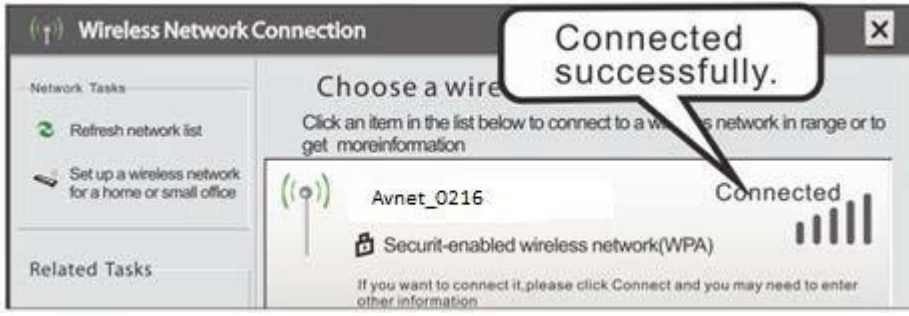 Wireless Network Connection
Connected
successfully.
Network Tasks
Refresh network list
Set up a wireless network
for a home or small office
Related Tasks
Choose a wire
Click an item in the list below to connect to a network in range or to
get moreinformation
Avnet_0216
Connected
Securit-enabled wireless network(WPA)
If you want to connect it,please click Connect and you may need to enter
other information